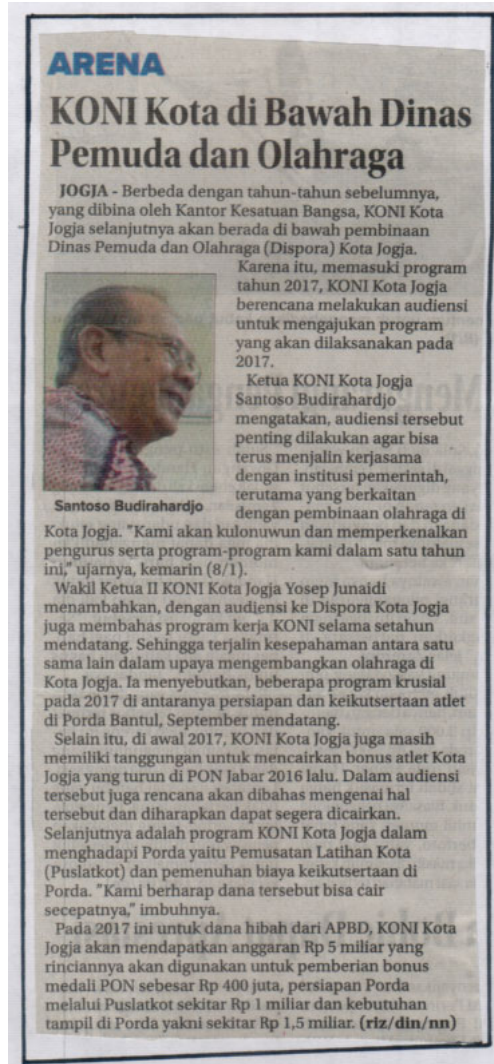 ARENA
KONI Kota di Bawah Dinas
Pemuda dan Olahraga
JOGJA - Berbeda dengan tahun-tahun sebelumnya,
yang dibina oleh Kantor Kesatuan Bangsa, KONI Kota
Jogja selanjutnya akan berada di bawah pembinaan
Dinas Pemuda dan Olahraga (Dispora) Kota Jogja.
Karena itu, memasuki program
tahun 2017, KONI Kota Jogja
berencana melakukan audiensi
untuk mengajukan program
yang akan dilaksanakan pada
2017.
Ketua KONI Kota Jogja
Santoso Budirahardjo
mengatakan, audiensi tersebut
penting dilakukan agar bisa
terus menjalin kerjasama
dengan institusi pemerintah,
terutama yang berkaitan
dengan pembinaan olahraga di
Santoso Budirahardjo
Kota Jogja. "Kami akan kulonuwun dan memperkenalkan
pengurus serta program-program kami dalam satu tahun
ini," ujarnya, kemarin (8/1).
Wakil Ketua II KONI Kota Jogja Yosep Junaidi
menambahkan, dengan audiensi ke Dispora Kota Jogja
juga membahas program kerja KONI selama setahun
mendatang. Sehingga terjalin kesepahaman antara satu
sama lain dalam upaya mengembangkan olahraga di
Kota Jogja. Ia menyebutkan, beberapa program krusial
pada 2017 di antaranya persiapan dan keikutsertaan atlet
di Porda Bantul, September mendatang.
Selain itu, di awal 2017, KONI Kota Jogja juga masih
memiliki tanggungan untuk mencairkan bonus atlet Kota
Jogja yang turun di PON Jabar 2016 lalu. Dalam audiensi
tersebut juga rencana akan dibahas mengenai hal
tersebut dan diharapkan dapat segera dicairkan.
Selanjutnya adalah program KONI Kota Jogja dalam
menghadapi Porda yaitu Pemusatan Latihan Kota
(Puslatkot) dan pemenuhan biaya keikutsertaan di
Porda. "Kami berharap dana tersebut bisa cair
secepatnya," imbuhnya.
Pada 2017 ini untuk dana hibah dari APBD, KONI Kota
Jogja akan mendapatkan anggaran Rp 5 miliar yang
rinciannya akan digunakan untuk pemberian bonus
medali PON sebesar Rp 400 juta, persiapan Porda
melalui Puslatkot sekitar Rp 1 miliar dan kebutuhan
tampil di Porda yakni sekitar Rp 1,5 miliar. (riz/din/nn)